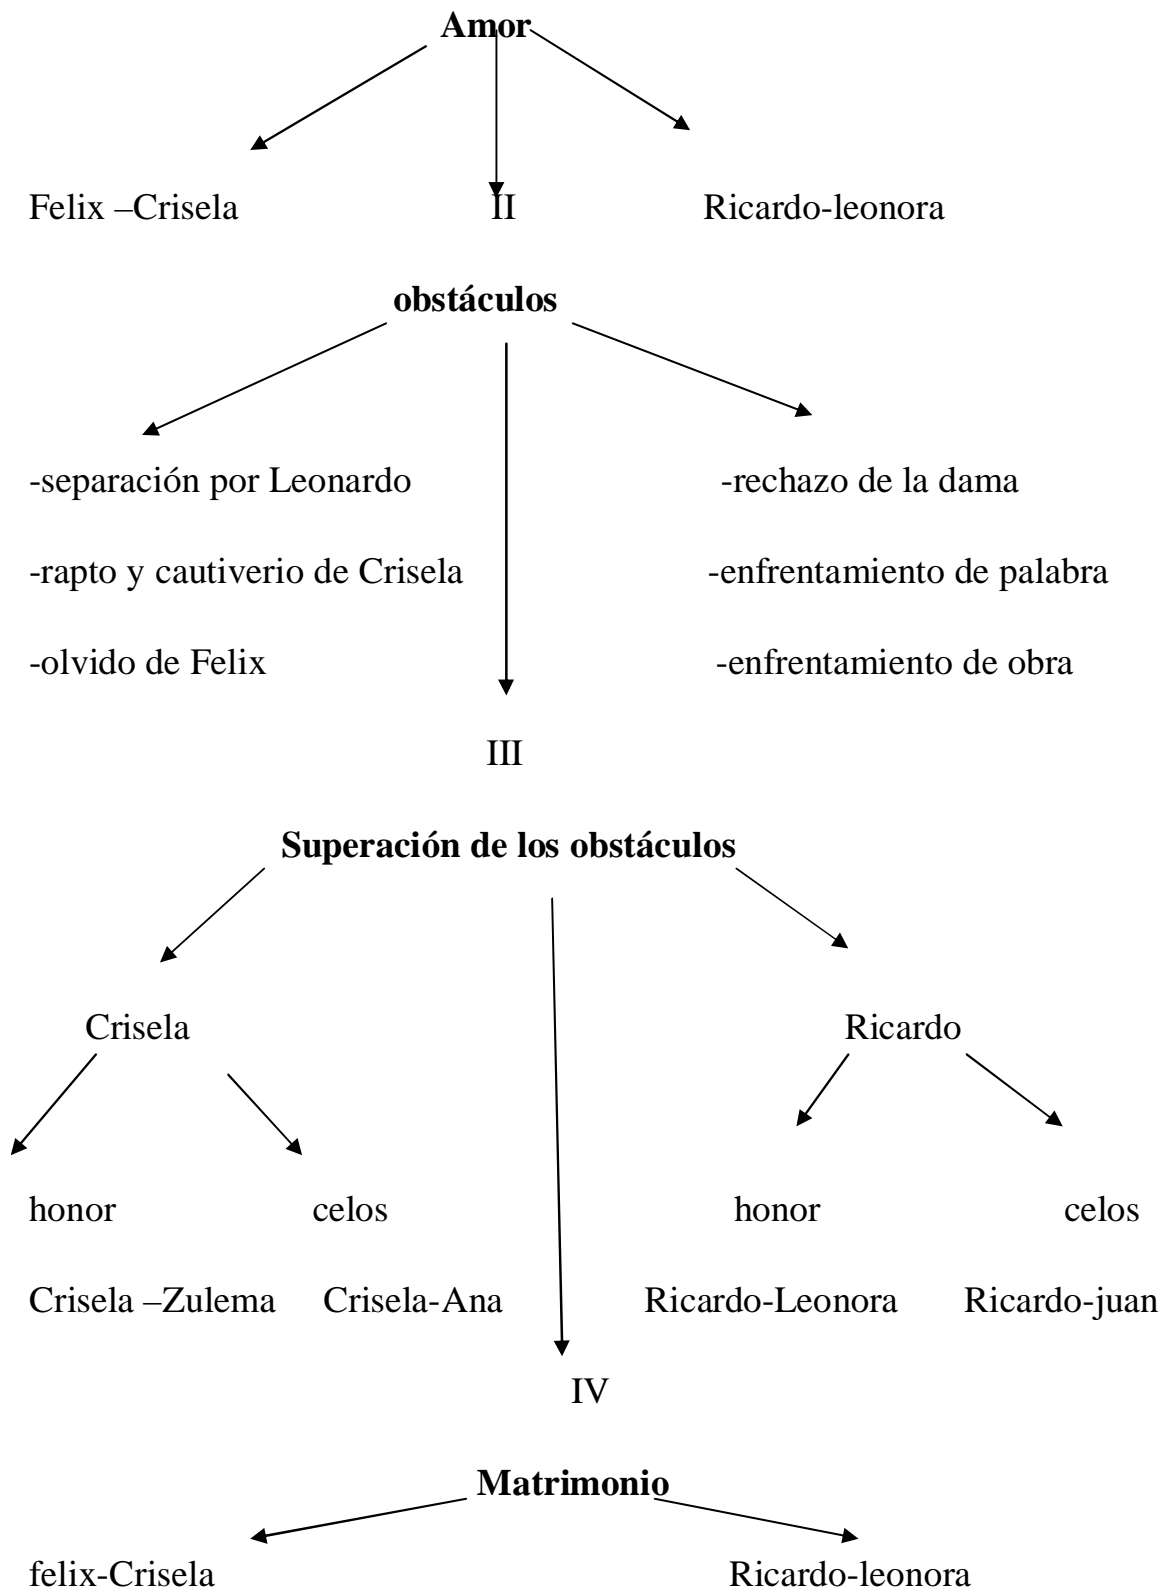 Amor
Felix –Crisela II Ricardo-leonora
obstáculos
-separación por Leonardo -rechazo de la dama
-rapto y cautiverio de Crisela -enfrentamiento de palabra
-olvido de Felix -enfrentamiento de obra
III
Superación de los obstáculos
Crisela Ricardo
honor celos honor celos
Crisela –Zulema Crisela-Ana Ricardo-Leonora Ricardo-juan
IV
Matrimonio
felix-Crisela Ricardo-leonora